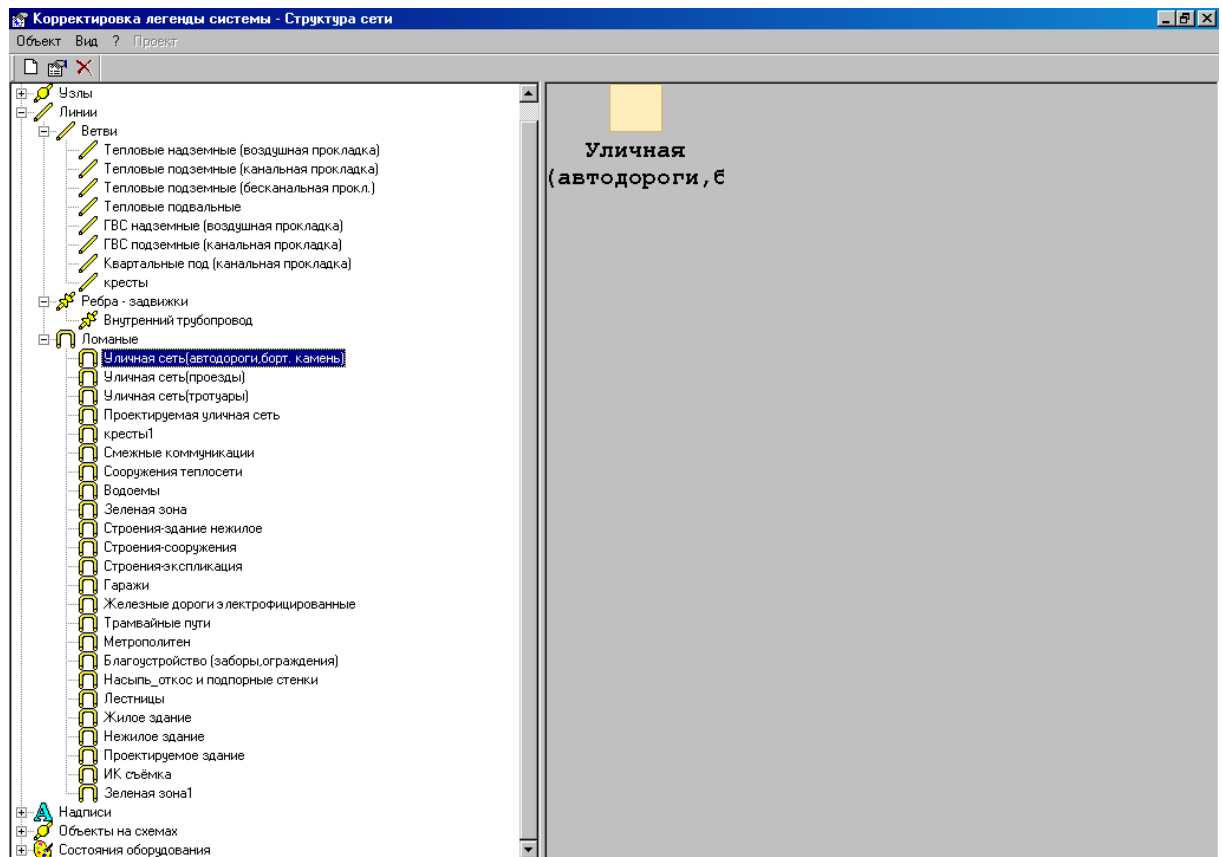 Корректировка легенды системы - Структура сети
Объект Вид ? Проект
Узлы
Линии
Ветви
Тепловые надземные (воздушная прокладка)
Тепловые подземные (канальная прокладка)
Тепловые подземные (бесканальная прокл.)
Тепловые подвальные
ГВС надземные (воздушная прокладка)
ГВС подземные (канальная прокладка)
Квартальные под (канальная прокладка)
кресты
Ребра - задвижки
Внутренний трубопровод
Ломаные
Уличная сеть(автодороги,борт. камень)
Уличная сеть(проезды)
Уличная сеть(тротуары)
Проектируемая уличная сеть
кресты1
Смежные коммуникации
Сооружения теплосети
Водоемы
Зеленая зона
Строения-здание нежилое
Строения-сооружения
Строения-экспликация
Гаражи
Железные дороги электрофицированные
Трамвайные пути
Метрополитен
Благоустройство (заборы,ограждения)
Насыпь_откос и подпорные стенки
Лестницы
Жилое здание
Нежилое здание
Проектируемое здание
ИК съёмка
Зеленая зона1
Надписи
Объекты на схемах
Состояния оборудования
Уличная
(автодороги,б